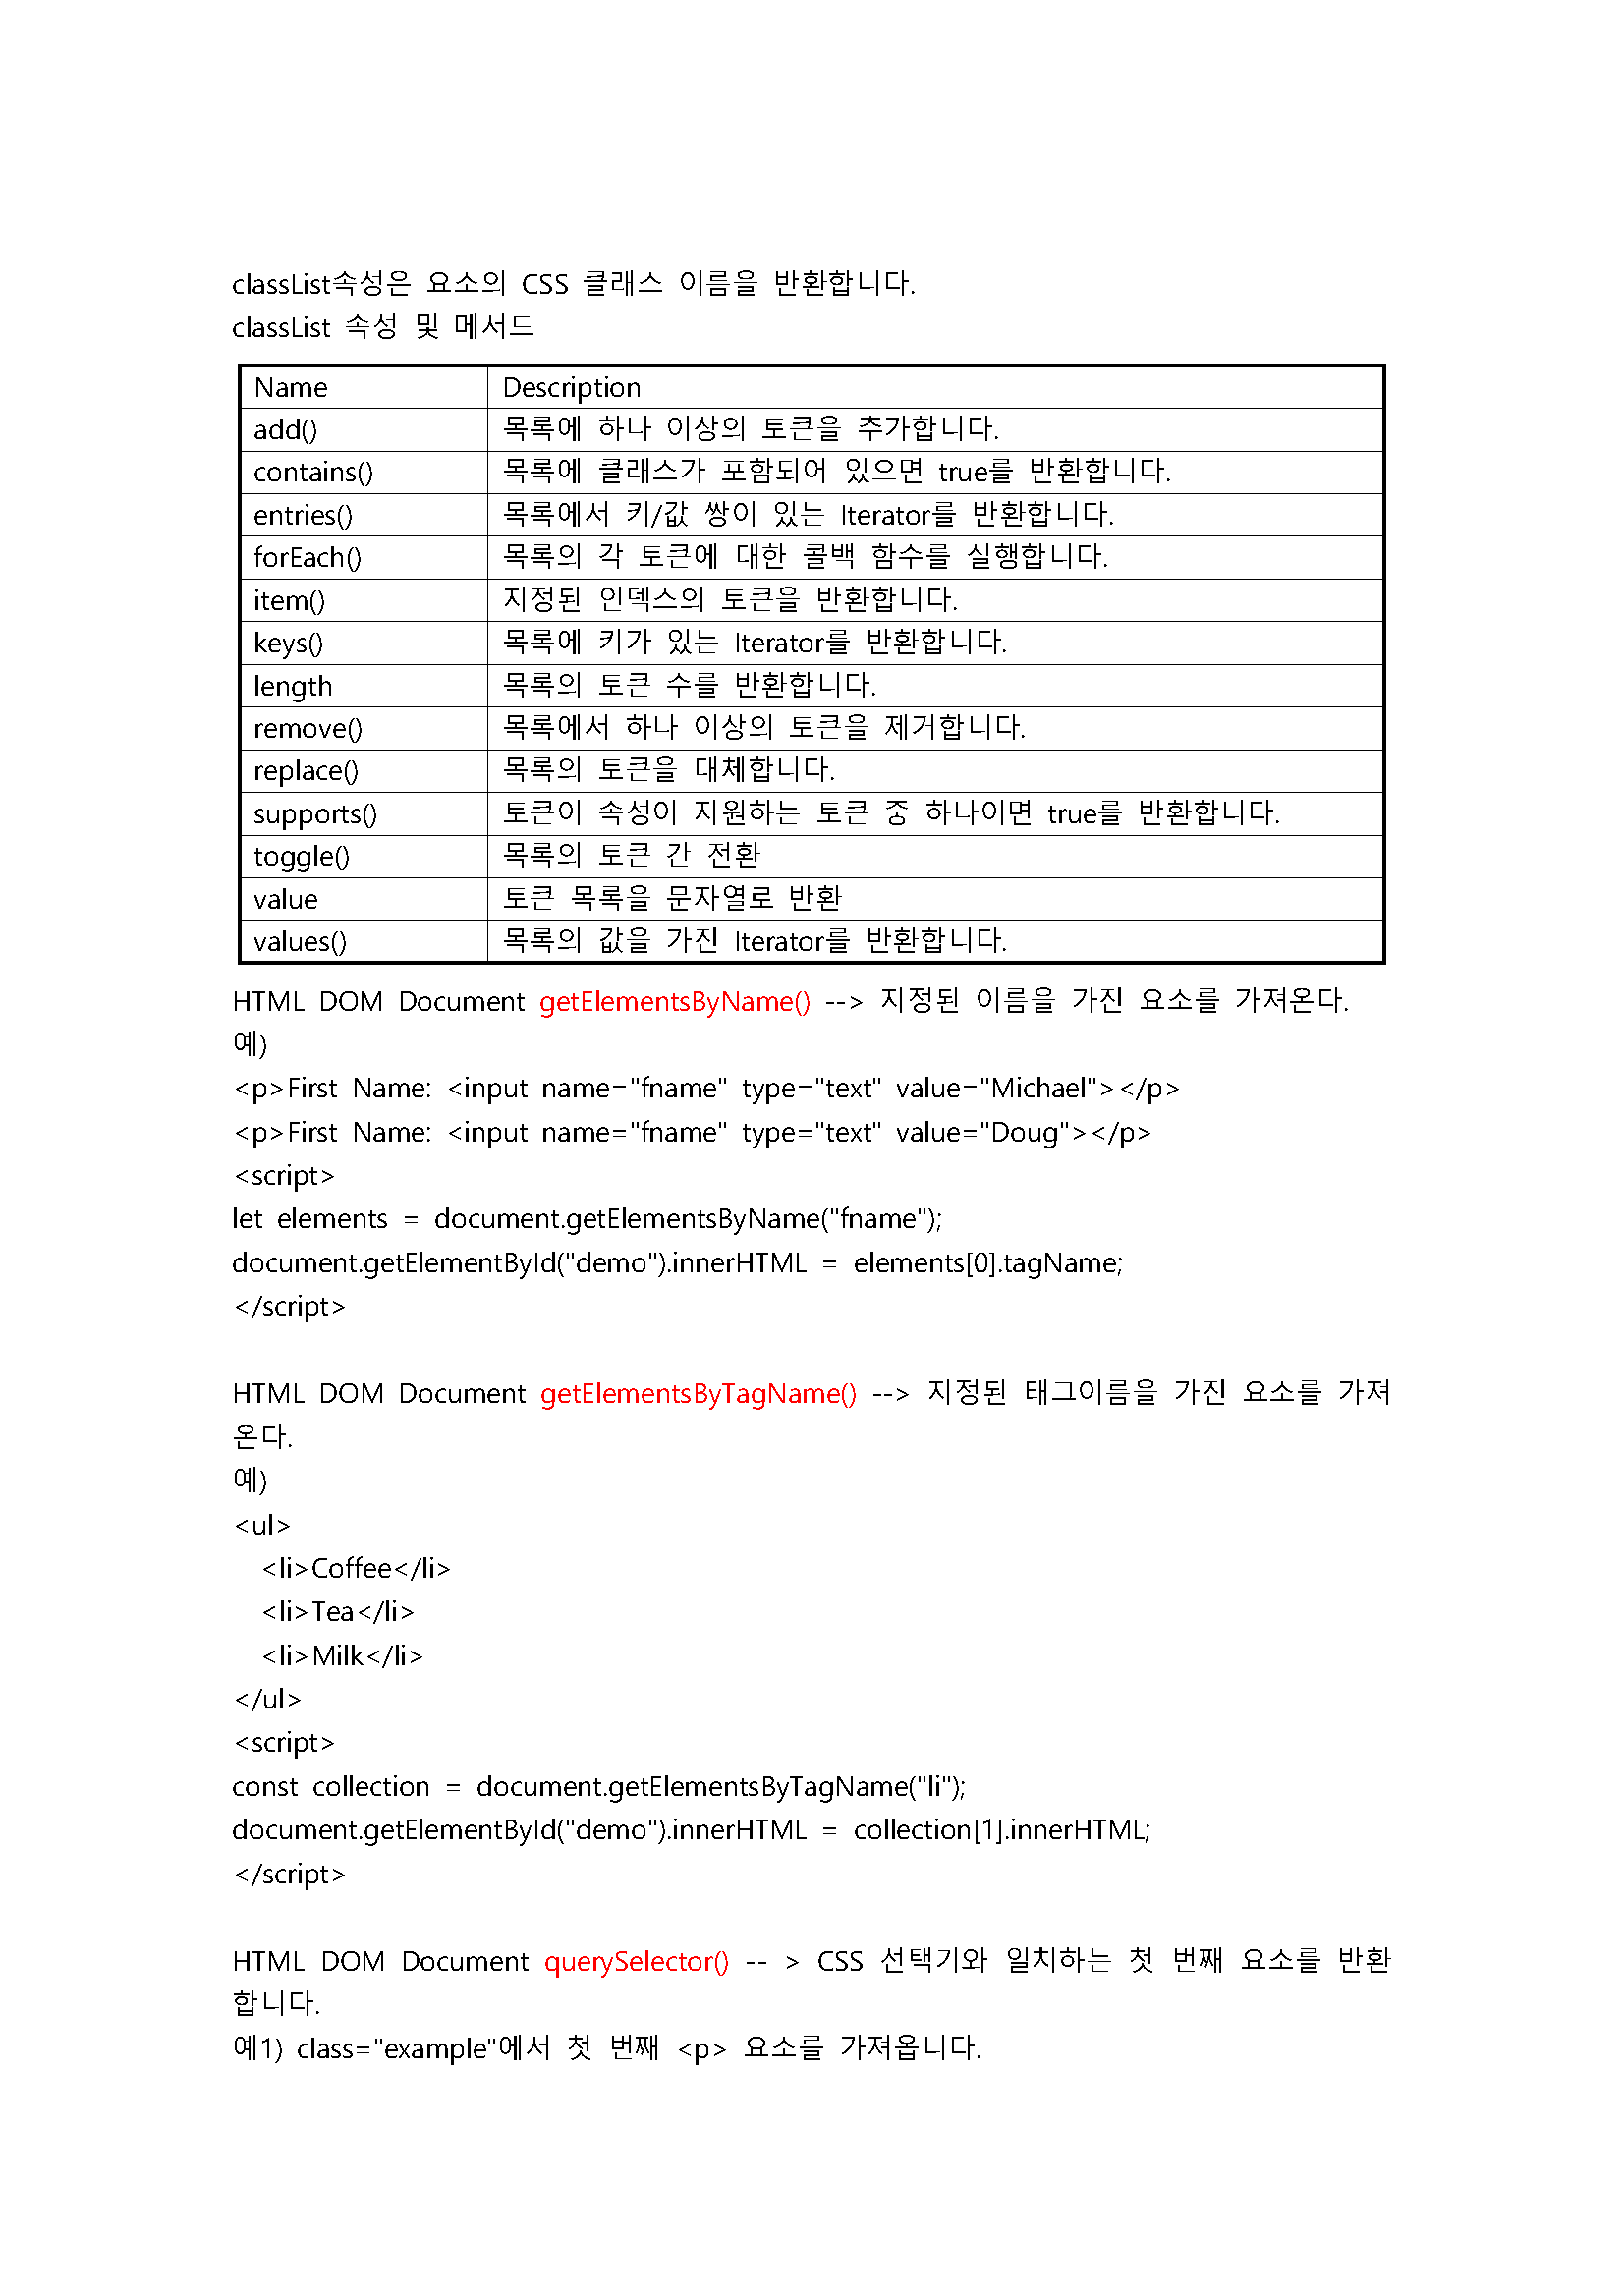 classList속성은 요소의 CSS 클래스 이름을 반환합니다.
classList 속성 및 메서드
Name Description
add() 목록에 하나 이상의 토큰을 추가합니다.
contains() 목록에 클래스가 포함되어 있으면 true를 반환합니다.
entries() 목록에서 키/값 쌍이 있는 Iterator를 반환합니다.
forEach() 목록의 각 토큰에 대한 콜백 함수를 실행합니다.
item() 지정된 인덱스의 토큰을 반환합니다.
keys() 목록에 키가 있는 Iterator를 반환합니다.
length 목록의 토큰 수를 반환합니다.
remove() 목록에서 하나 이상의 토큰을 제거합니다.
replace() 목록의 토큰을 대체합니다.
supports() 토큰이 속성이 지원하는 토큰 중 하나이면 true를 반환합니다.
toggle() 목록의 토큰 간 전환
value 토큰 목록을 문자열로 반환
values() 목록의 값을 가진 Iterator를 반환합니다.
HTML DOM Document getElementsByName() --> 지정된 이름을 가진 요소를 가져온다.
예)
<p>First Name: <input name="fname" type="text" value="Michael"></p>
<p>First Name: <input name="fname" type="text" value="Doug"></p>
<script>
let elements = document.getElementsByName("fname");
document.getElementById("demo").innerHTML = elements[0].tagName;
</script>
HTML DOM Document getElementsByTagName() --> 지정된 태그이름을 가진 요소를 가져
온다.
예)
<ul>
<li>Coffee</li>
<li>Tea</li>
<li>Milk</li>
</ul>
<script>
const collection = document.getElementsByTagName("li");
document.getElementById("demo").innerHTML = collection[1].innerHTML;
</script>
HTML DOM Document querySelector() -- > CSS 선택기와 일치하는 첫 번째 요소를 반환
합니다.
예1) class="example"에서 첫 번째 <p> 요소를 가져옵니다.